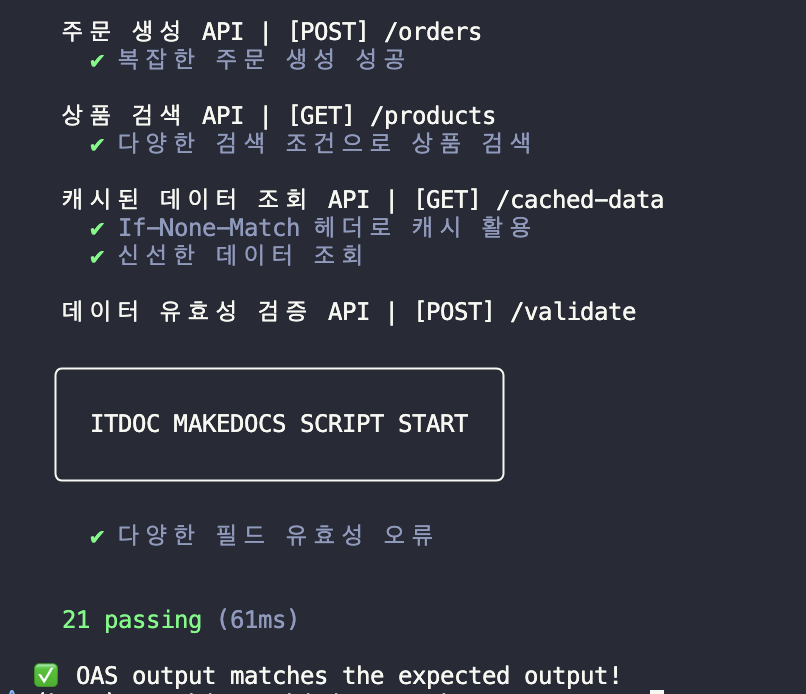 주문 생성 API | [POST] /orders
✔ 복잡한 주문 생성 성공
상품 검색 API | [GET] /products
✔ 다양한 검색 조건으로 상품 검색
캐시된 데이터 조회 API | [GET] /cached-data
✔ If-None-Match 헤더로 캐시 활용
✔ 신선한 데이터 조회
데이터 유효성 검증 API | [POST] /validate
ITDOC MAKEDOCS SCRIPT START
✔ 다양한 필드 유효성 오류
21 passing (61ms)
✅ OAS output matches the expected output!